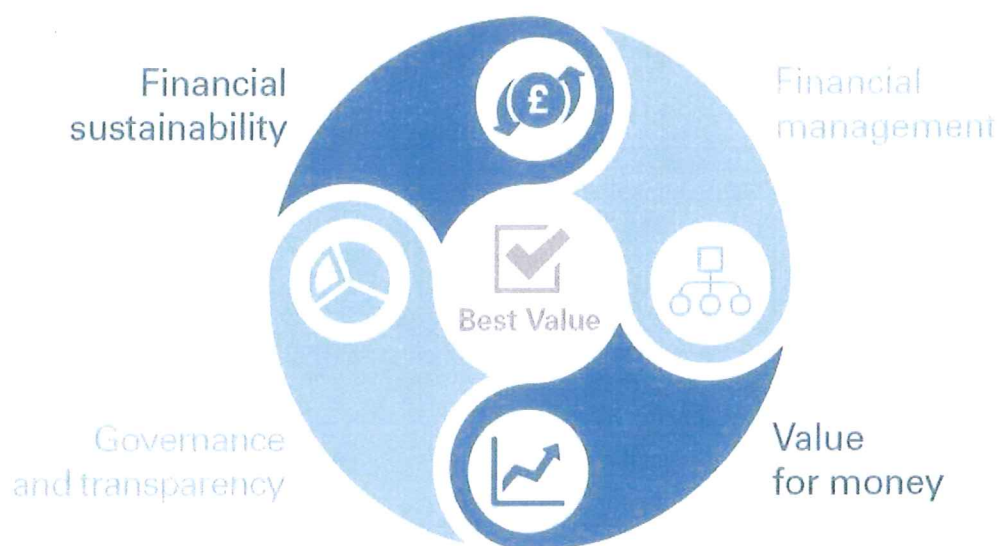 Financial
sustainability
£
Financial
management
Best Value
Governance
and transparency
Value
for money